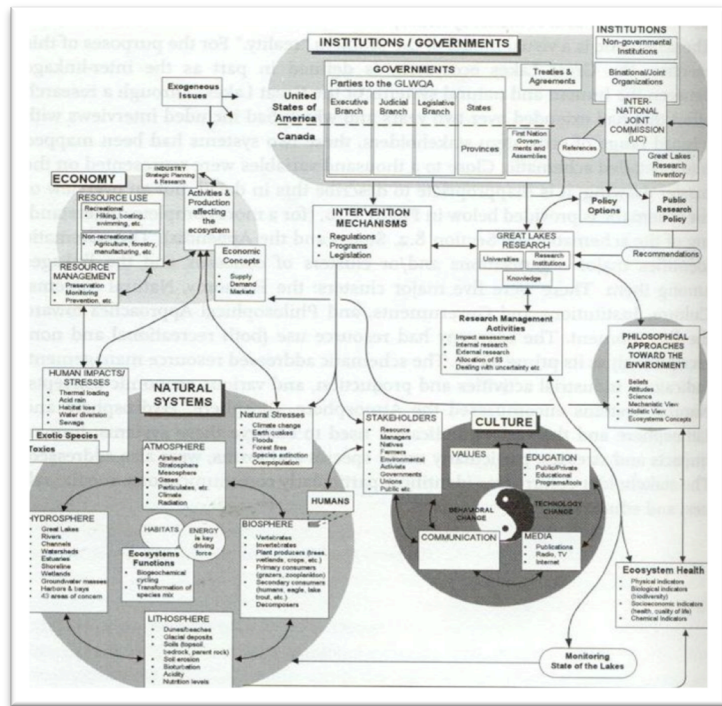 INSTITUTIONS / GOVERNMENTS
INSTITUTIONS
Non-governmental
Institutions
Binational/Joint
Organizations
INTER-
NATIONAL
JOINT
COMMISSION
(IJC)
Great Lakes
Research
Inventory
References
Policy
Options
Public
Research
Policy
Recommendations
Exogeneous
Issues
GOVERNMENTS
Parties to the GLWQA
Treaties &
Agreements
United
States of
America
Canada
Executive
Branch
Judicial
Branch
Legislative
Branch
States
Provinces
First Nation
Govern-
ments and
Assemblies
ECONOMY
INDUSTRY
Strategic Planning
& Research
RESOURCE USE
Recreational
Hiking, boating,
swimming, etc.
Non-recreational
Agriculture, forestry,
manufacturing, etc.
RESOURCE
MANAGEMENT
Preservation
Monitoring
Prevention, etc.
Activities &
Production
affecting
the
ecosystem
Economic
Concepts
Supply
Demand
Markets
INTERVENTION
MECHANISMS
Regulations
Programs
Legislation
GREAT LAKES
RESEARCH
Universities
Research
Institutions
Knowledge
Research Management
Activities
Impact assessment
Internal research
External research
Allocation of $$
Dealing with uncertainty etc.
PHILOSOPHICAL
APPROACHES
TOWARD THE
ENVIRONMENT
Beliefs
Attitudes
Science
Mechanistic View
Holistic View
Ecosystems Concepts
HUMAN IMPACTS/
STRESSES
Thermal loading
Acid rain
Habitat loss
Water diversion
Sewage
Exotic Species
Toxics
NATURAL
SYSTEMS
ATMOSPHERE
Airshed
Stratosphere
Mesosphere
Gases
Particulates, etc.
Climate
Radiation
Natural Stresses
Climate change
Earth quakes
Floods
Forest fires
Species extinction
Overpopulation
HUMANS
HYDROSPHERE
Great Lakes
Rivers
Channels
Watersheds
Estuaries
Shoreline
Wetlands
Groundwater masses
Harbors & bays
43 areas of concern
HABITATS
ENERGY
is key
driving
force
Ecosystems
Functions
Biogeochemical
cycling
Transformation of
species mix
BIOSPHERE
Vertebrates
Invertebrates
Plant producers (trees,
wetlands, crops, etc.)
Primary consumers
(grazers, zooplankton)
Secondary consumers
(humans, eagle, lake
trout, etc.)
Decomposers
LITHOSPHERE
Dunes/beaches
Glacial deposits
Soils (topsoil,
bedrock, parent rock)
Soil erosion
Bioturbation
Acidity
Nutrition levels
STAKEHOLDERS
Resource
Managers
Natives
Farmers
Environmental
Activists
Governments
Unions
Public etc.
CULTURE
VALUES
EDUCATION
Public/Private
Educational
Programs/tools
BEHAVIORAL
CHANGE
TECHNOLOGY
CHANGE
COMMUNICATION
MEDIA
Publications
Radio, TV
Internet
Ecosystem Health
Physical Indicators
Biological indicators
(biodiversity)
Socioeconomic indicators
(health, quality of life)
Chemical Indicators
Monitoring
State of the Lakes